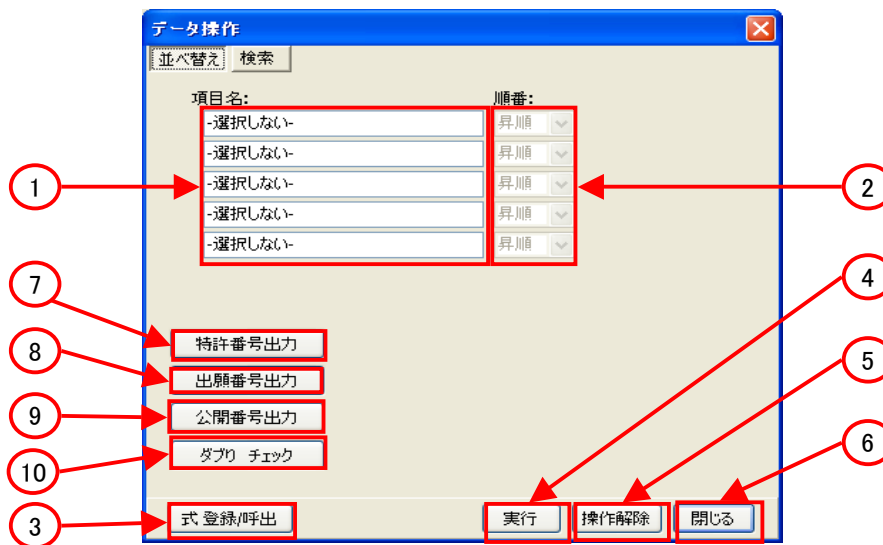 データ操作
並べ替え 検索
項目名: 順番:
-選択しない- 昇順
-選択しない- 昇順
1 -選択しない- 昇順 2
-選択しない- 昇順
-選択しない- 昇順
4
7
特許番号出力
8
出願番号出力
5
9 公開番号出力
6
ダブり チェック
10
3 式 登録/呼出 実行 操作解除 閉じる